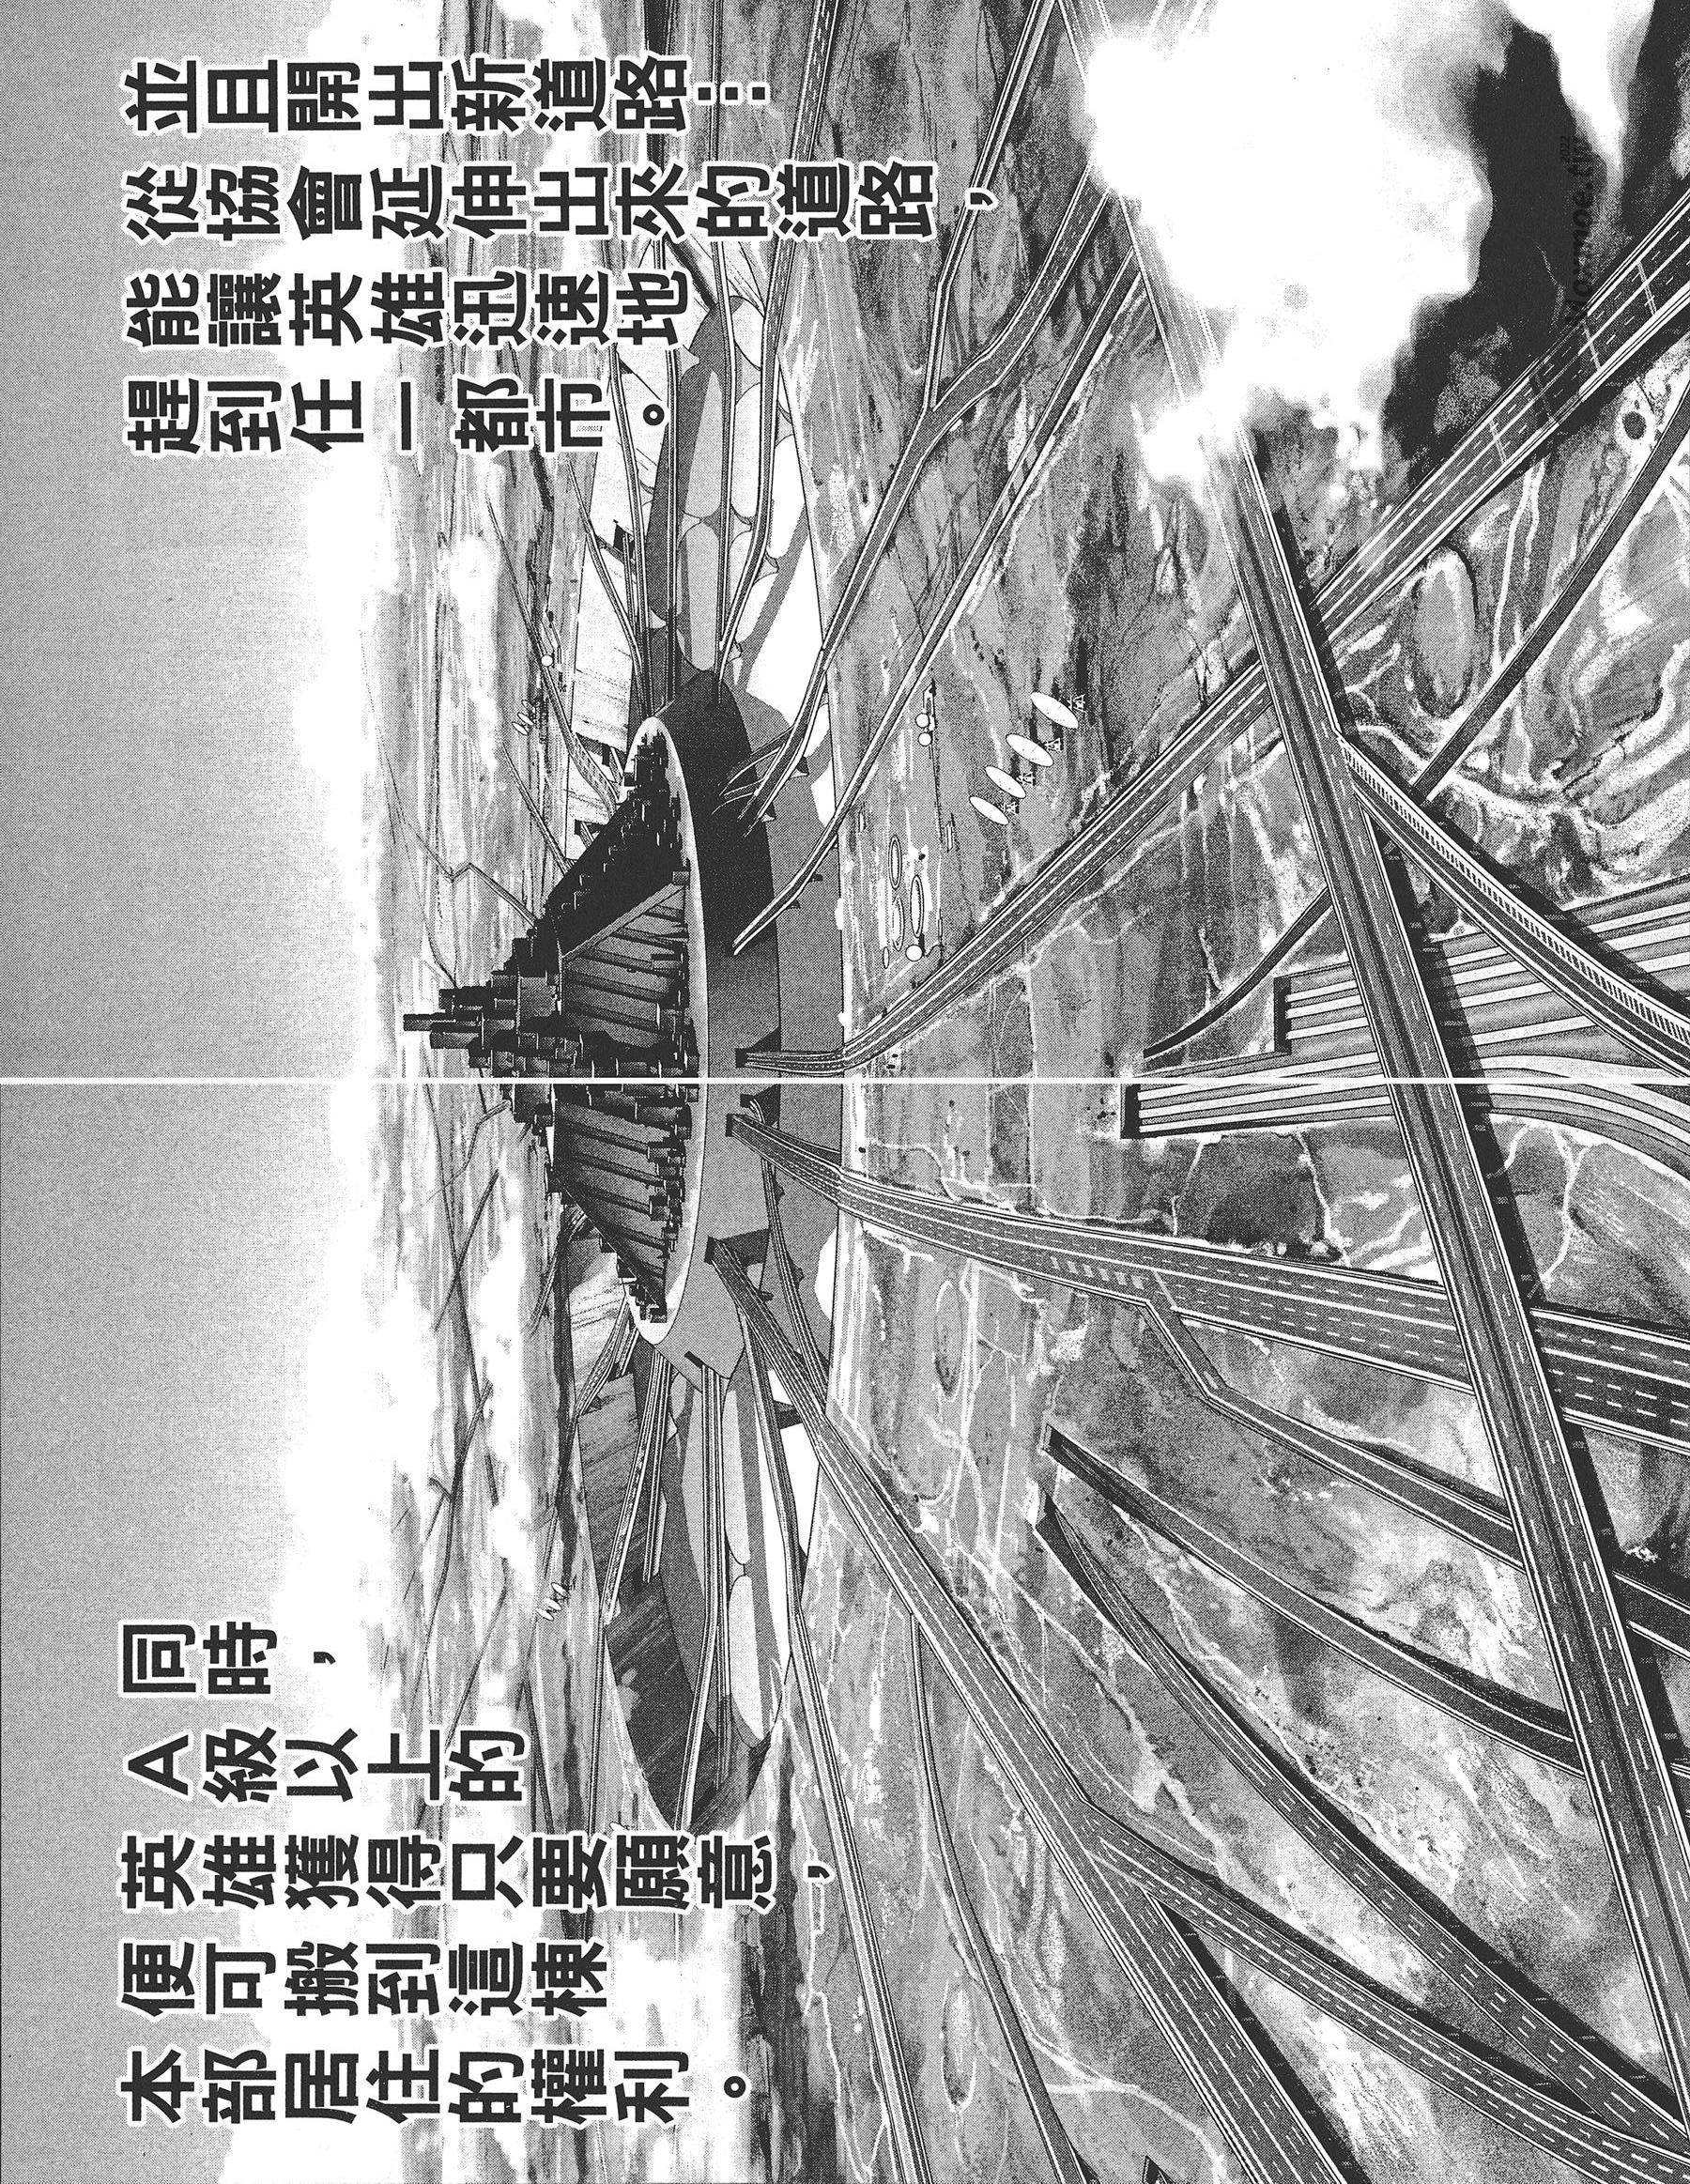 並且開出新道路⋯
從協會延伸出來的道路，
能讓英雄迅速地
趕到任一都市。
同時，
A級以上的
英雄獲得只要願意，
便可搬到這棟
本部居住的權利。
2022